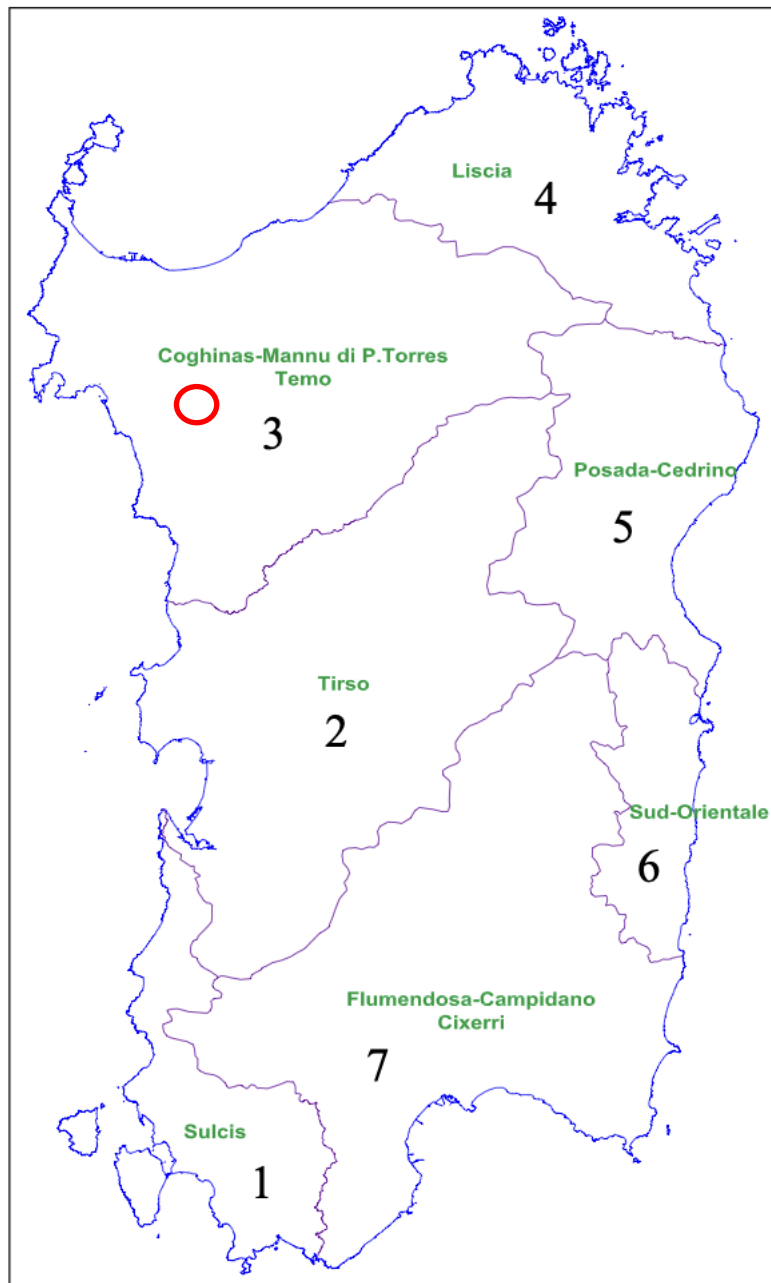 Liscia
4
Coghinas-Mannu di P.Torres
Temo
3
Posada-Cedrino
5
Tirso
2
Sud-Orientale
6
Flumendosa-Campidano
Cixerri
7
Sulcis
1